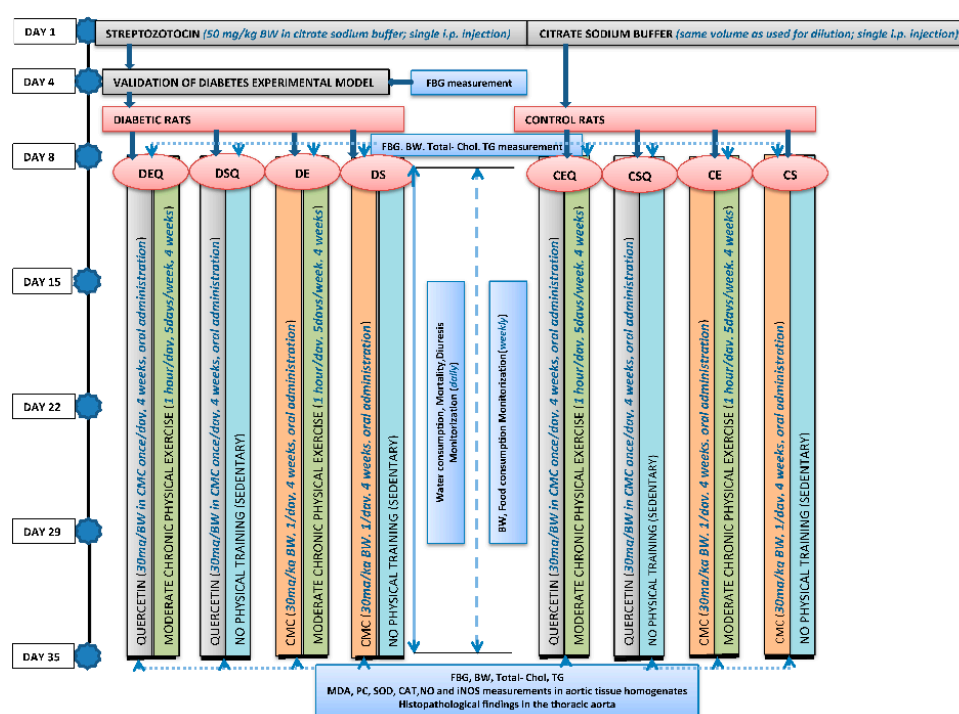 DAY 1
STREPTOZOTOCIN (50 mg/kg BW in citrate sodium buffer; single i.p. injection)
CITRATE SODIUM BUFFER (same volume as used for dilution; single i.p. injection)
DAY 4
VALIDATION OF DIABETES EXPERIMENTAL MODEL
FBG measurement
DIABETIC RATS
CONTROL RATS
DAY 8
FBG. BW. Total- Chol. TG measurement
DEQ
DSQ
DE
DS
CEQ
CSQ
CE
CS
QUERCETIN (30mg/BW in CMC once/day, 4 weeks, oral administration)
MODERATE CHRONIC PHYSICAL EXERCISE (1 hour/day. 5days/week, 4 weeks)
QUERCETIN (30mg/BW in CMC once/day, 4 weeks, oral administration)
NO PHYSICAL TRAINING (SEDENTARY)
CMC (30mg/kg BW, 1/day. 4 weeks, oral administration)
MODERATE CHRONIC PHYSICAL EXERCISE (1 hour/day. 5days/week. 4 weeks)
CMC (30mg/kg BW. 1/day. 4 weeks. oral administration)
NO PHYSICAL TRAINING (SEDENTARY)
Water consumption, Mortality,Diuresis
Monitorization (daily)
BW, Food consumption Monitorization(weekly)
QUERCETIN (30mg/BW in CMC once/day, 4 weeks, oral administration)
MODERATE CHRONIC PHYSICAL EXERCISE (1 hour/day. 5days/week, 4 weeks)
QUERCETIN (30mg/BW in CMC once/day, 4 weeks, oral administration)
NO PHYSICAL TRAINING (SEDENTARY)
CMC (30mg/kg BW. 1/day. 4 weeks, oral administration)
MODERATE CHRONIC PHYSICAL EXERCISE (1 hour/day. 5days/week. 4 weeks)
CMC (30mg/kg BW. 1/day. 4 weeks, oral administration)
NO PHYSICAL TRAINING (SEDENTARY)
DAY 15
DAY 22
DAY 29
DAY 35
FBG, BW, Total- Chol, TG
MDA, PC, SOD, CAT,NO and iNOS measurements in aortic tissue homogenates
Histopathological findings in the thoracic aorta